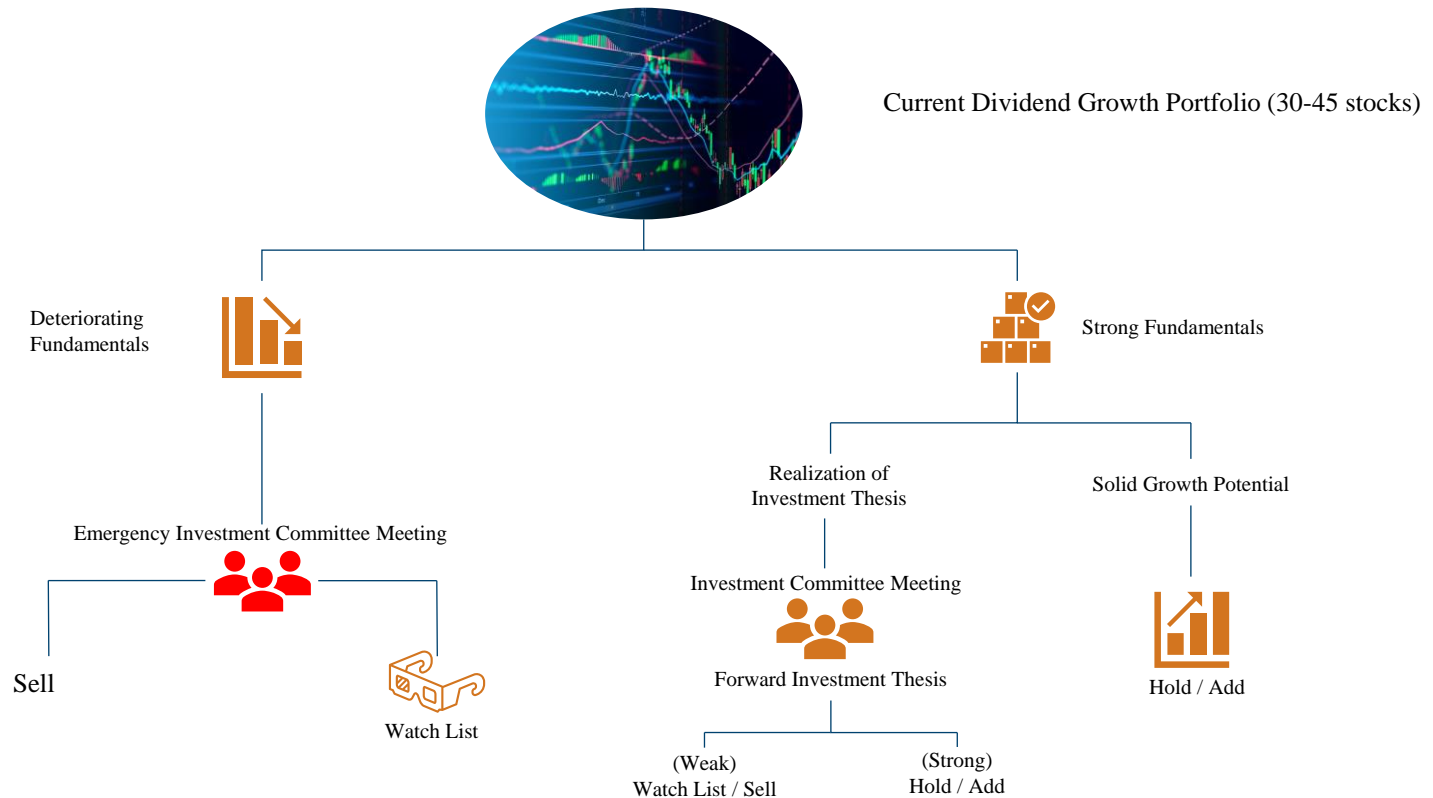 Current Dividend Growth Portfolio (30-45 stocks)
Deteriorating
Fundamentals
Strong Fundamentals
Realization of
Investment Thesis
Solid Growth Potential
Emergency Investment Committee Meeting
Investment Committee Meeting
Sell
Watch List
Forward Investment Thesis
Hold / Add
(Weak)
Watch List / Sell
(Strong)
Hold / Add